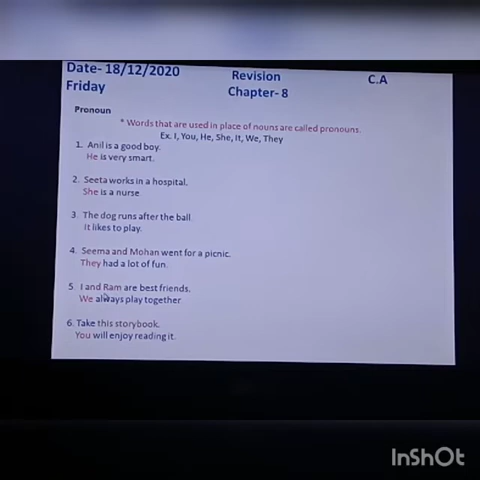 Date- 18/12/2020 Revision C.A
Friday Chapter- 8
Pronoun
* Words that are used in place of nouns are called pronouns.
Ex. I, You, He, She, It, We, They
1. Anil is a good boy.
He is very smart.
2. Seeta works in a hospital.
She is a nurse
3. The dog runs after the ball.
It likes to play.
4. Seema and Mohan went for a picnic.
They had a lot of fun.
5. I and Ram are best friends.
We always play together
6. Take this storybook.
You will enjoy reading it.
InShOt